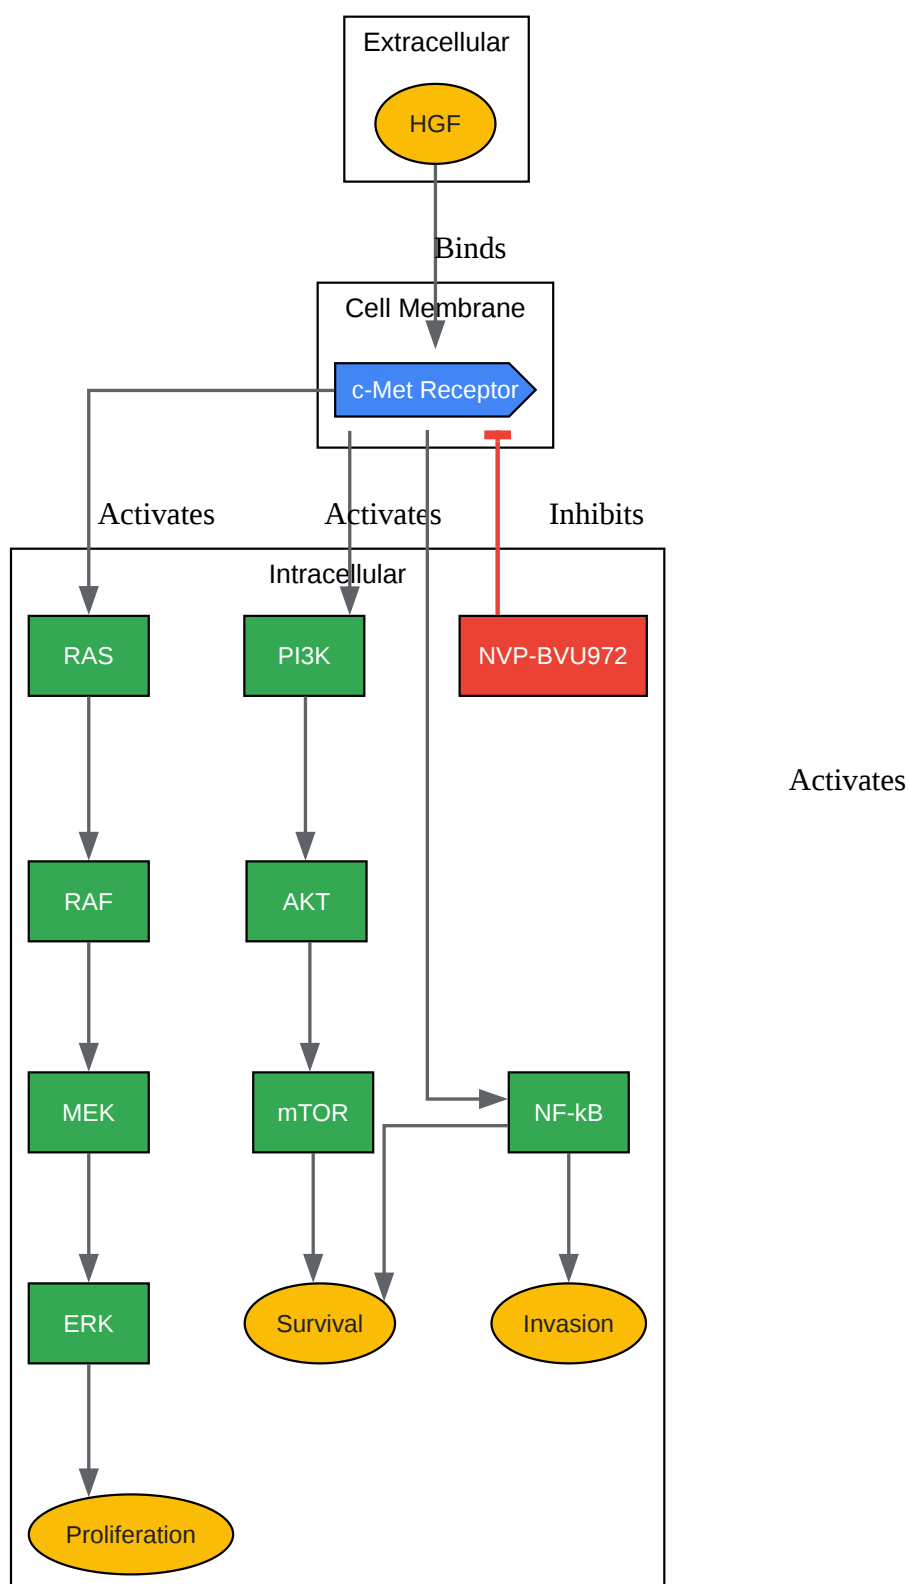 Extracellular
HGF
Binds
Cell Membrane
c-Met Receptor
Activates
Activates
Inhibits
Intracellular
RAS
PI3K
NVP-BVU972
Activates
RAF
AKT
MEK
mTOR
NF-kB
ERK
Survival
Invasion
Proliferation